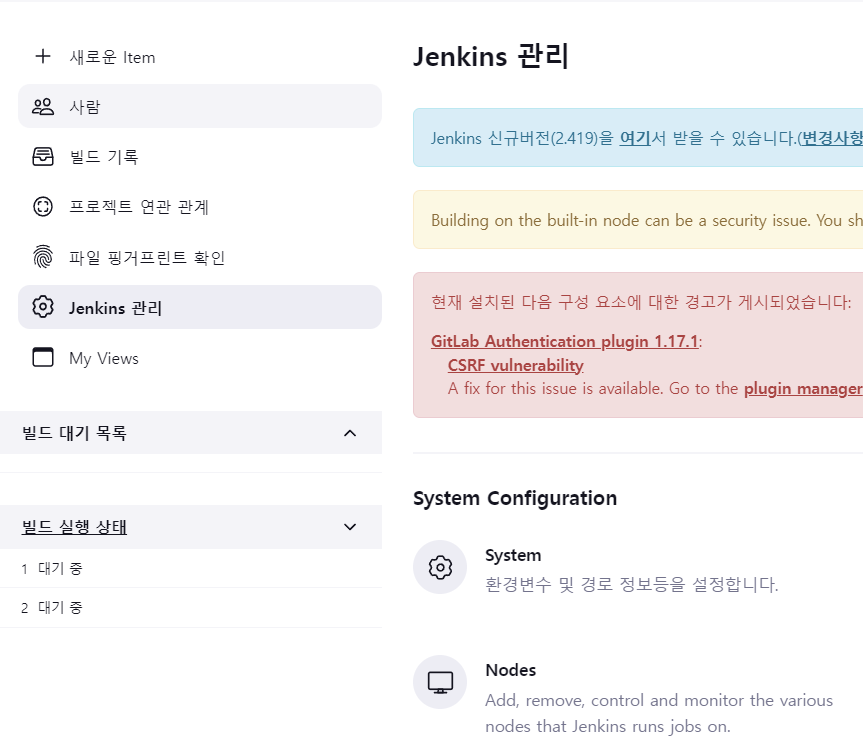 새로운 Item
사람
빌드 기록
프로젝트 연관 관계
파일 핑거프린트 확인
Jenkins 관리
My Views
빌드 대기 목록
빌드 실행 상태
1 대기 중
2 대기 중
Jenkins 관리
Jenkins 신규버전(2.419)을 여기서 받을 수 있습니다.(변경사항
Building on the built-in node can be a security issue. You sh
현재 설치된 다음 구성 요소에 대한 경고가 게시되었습니다:
GitLab Authentication plugin 1.17.1:
CSRF vulnerability
A fix for this issue is available. Go to the plugin manager
System Configuration
System
환경변수 및 경로 정보등을 설정합니다.
Nodes
Add, remove, control and monitor the various
nodes that Jenkins runs jobs on.